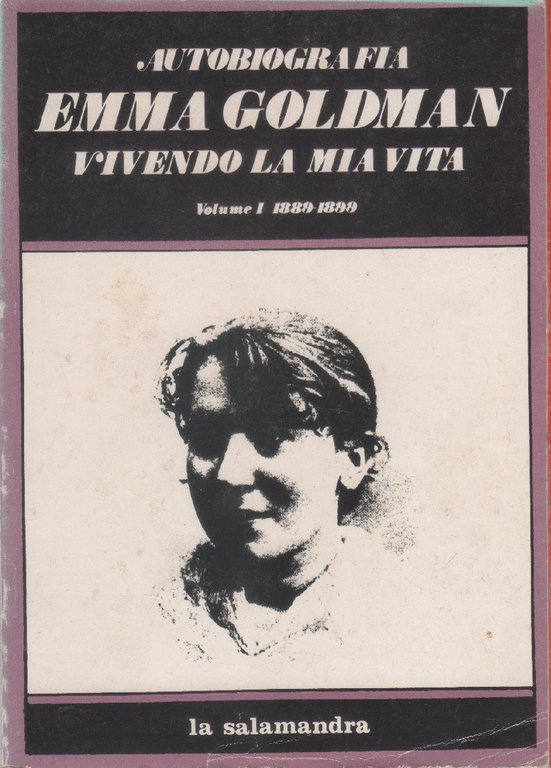 AUTOBIOGRAFIA
EMMA GOLDMAN
VIVENDO LA MIA VITA
Volume I 1889-1899
la salamandra